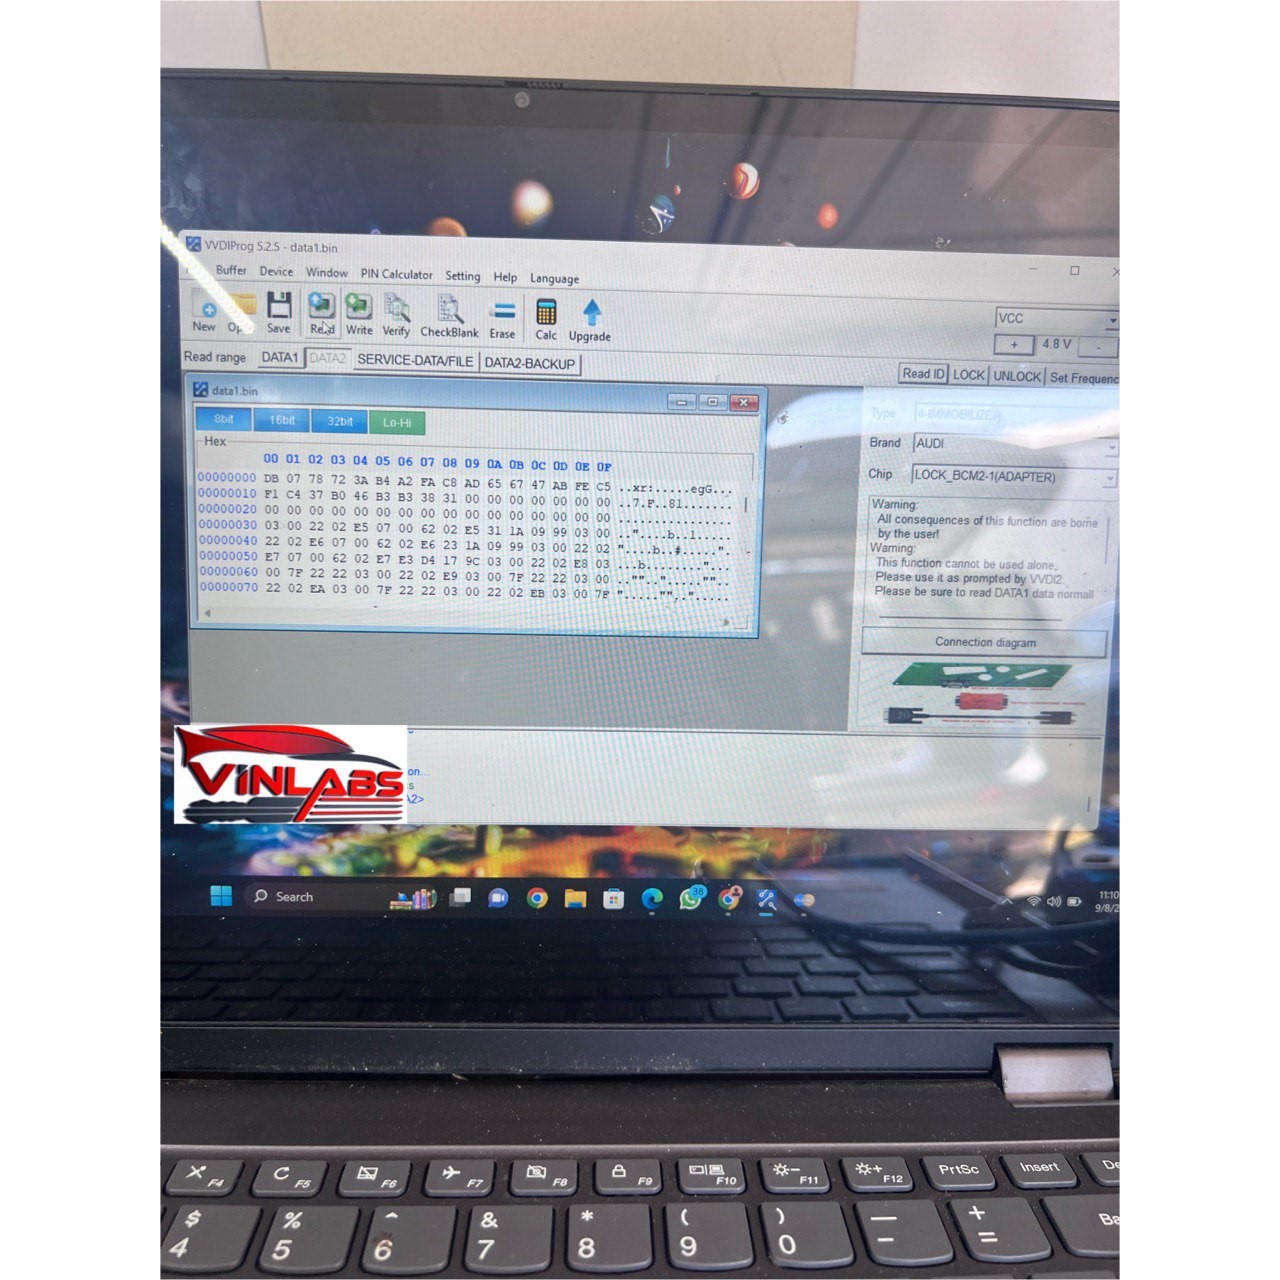 VVDIProg 5.2.5 - data1.bin
Buffer Device Window PIN Calculator Setting Help Language
New Save Read Write Verify CheckBlank Erase Calc Upgrade
VCC
+ 4.8 V -
Read range DATA1 DATA2 SERVICE-DATA/FILE DATA2-BACKUP
Read ID LOCK UNLOCK Set Frequenc
data1.bin
8bit 16bit 32bit Lo-Hi
Hex
00 01 02 03 04 05 06 07 08 09 0A 0B 0C 0D 0E 0F
00000000 DB 07 78 72 3A B4 A2 FA C8 AD 65 67 47 AB FE C5 ..xr:.....egG...
00000010 F1 C4 37 B0 46 B3 B3 38 31 00 00 00 00 00 00 00 ..7.F..81.......
00000020 00 00 00 00 00 00 00 00 00 00 00 00 00 00 00 00 ................
00000030 03 00 22 02 E5 07 00 62 02 E5 31 1A 09 99 03 00 .."....b..1.....
00000040 22 02 E6 07 00 62 02 E6 23 1A 09 99 03 00 22 02 "....b..#.....".
00000050 E7 07 00 62 02 E7 E3 D4 17 9C 03 00 22 02 E8 03 ...b........"...
00000060 00 7F 22 22 03 00 22 02 E9 03 00 7F 22 22 03 00 ..""..".....""..
00000070 22 02 EA 03 00 7F 22 22 03 00 22 02 EB 03 00 7F ".....""..".....
Type 4-IMMOBILIZER
Brand AUDI
Chip LOCK_BCM2-1(ADAPTER)
Warning:
All consequences of this function are borne
by the user!
Warning:
This function cannot be used alone,
Please use it as prompted by VVDI2.
Please be sure to read DATA1 data normall
Connection diagram
VINLABS
on...
s
A2>
Search
38
11:10
9/8/2
F4 F5 F6 F7 F8 F9 F10 F11 F12 PrtSc Insert De
$ % ^ & * ( ) — +
4 5 6 7 8 9 0 - = Ba